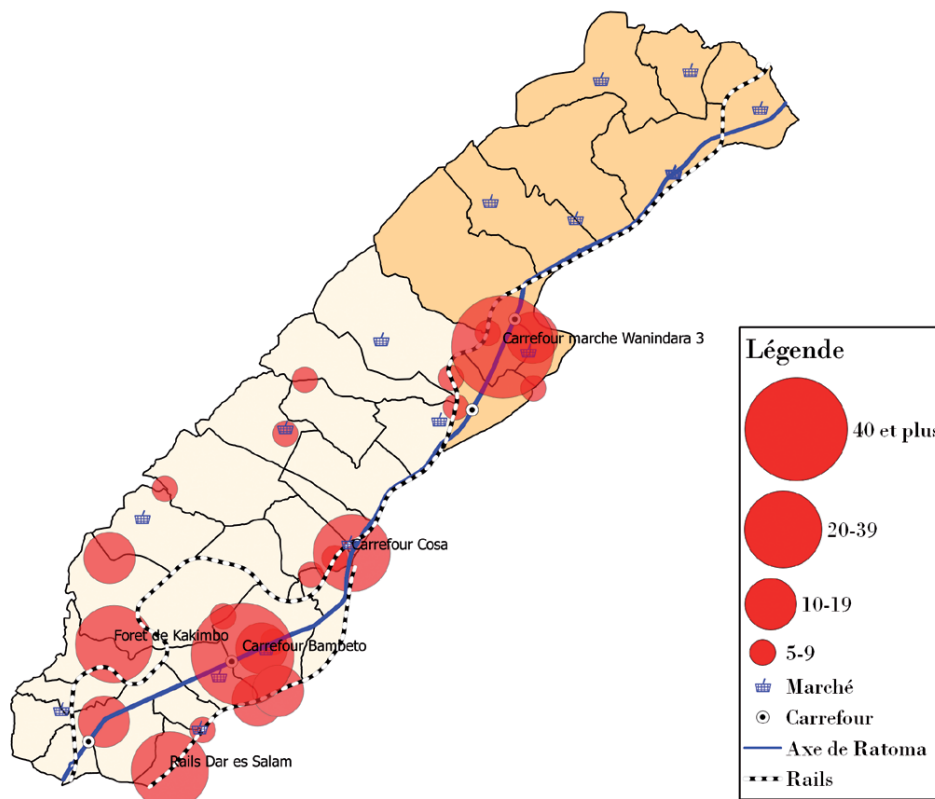 Carrefour marche Wanindara 3
Carrefour Cosa
Foret de Kakimbo
Carrefour Bambeto
Rails Dar es Salam
Légende
40 et plus
20-39
10-19
5-9
Marché
Carrefour
Axe de Ratoma
Rails